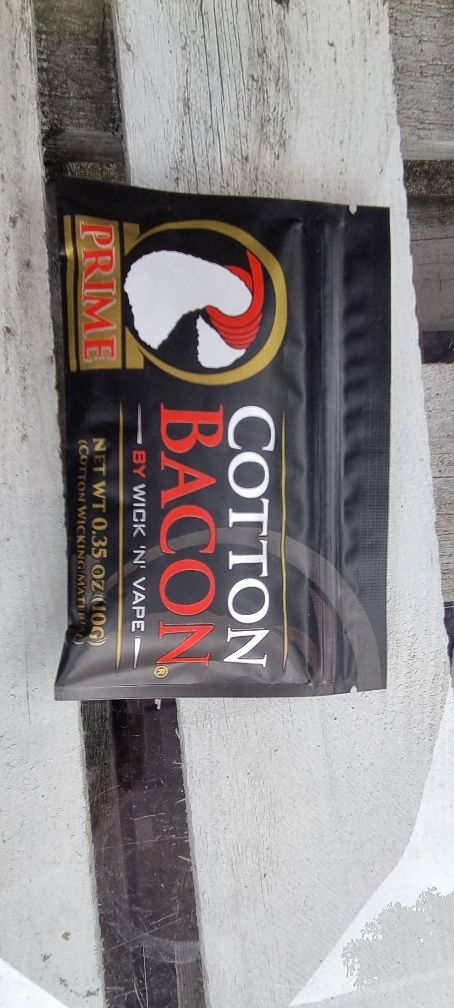 COTTON
BACON®
BY WICK 'N' VAPE
PRIME
NET WT 0.35 OZ (10G)
(COTTON WICKING MATERIAL)